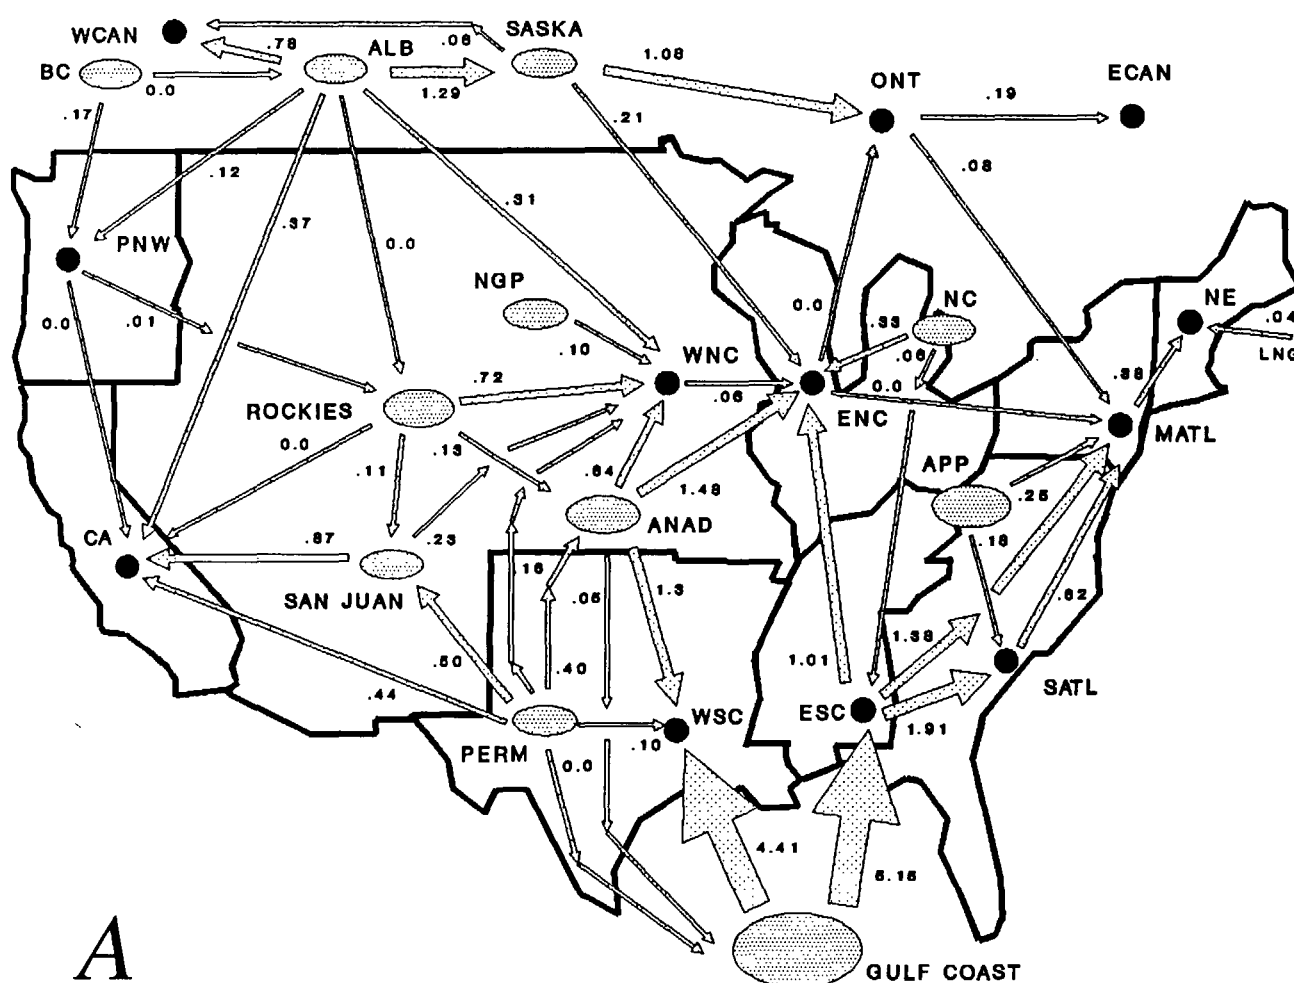 SASKA
WCAN
.78
ALB
.06
1.08
BC
0.0
1.29
ONT
ECAN
.19
.17
.21
.08
.12
.37
.31
PNW
0.0
NGP
NC
NE
0.0
.01
0.0
.33
.04
.10
WNC
.06
LNG
.72
.06
0.0
.38
ROCKIES
ENC
MATL
0.0
.13
.11
APP
.64
1.48
.25
ANAD
CA
.87
.23
.18
.16
SAN JUAN
.05
1.3
.62
.50
.40
1.01
1.38
.44
SATL
WSC
ESC
PERM
0.0
.10
1.91
4.41
5.15
A
GULF COAST